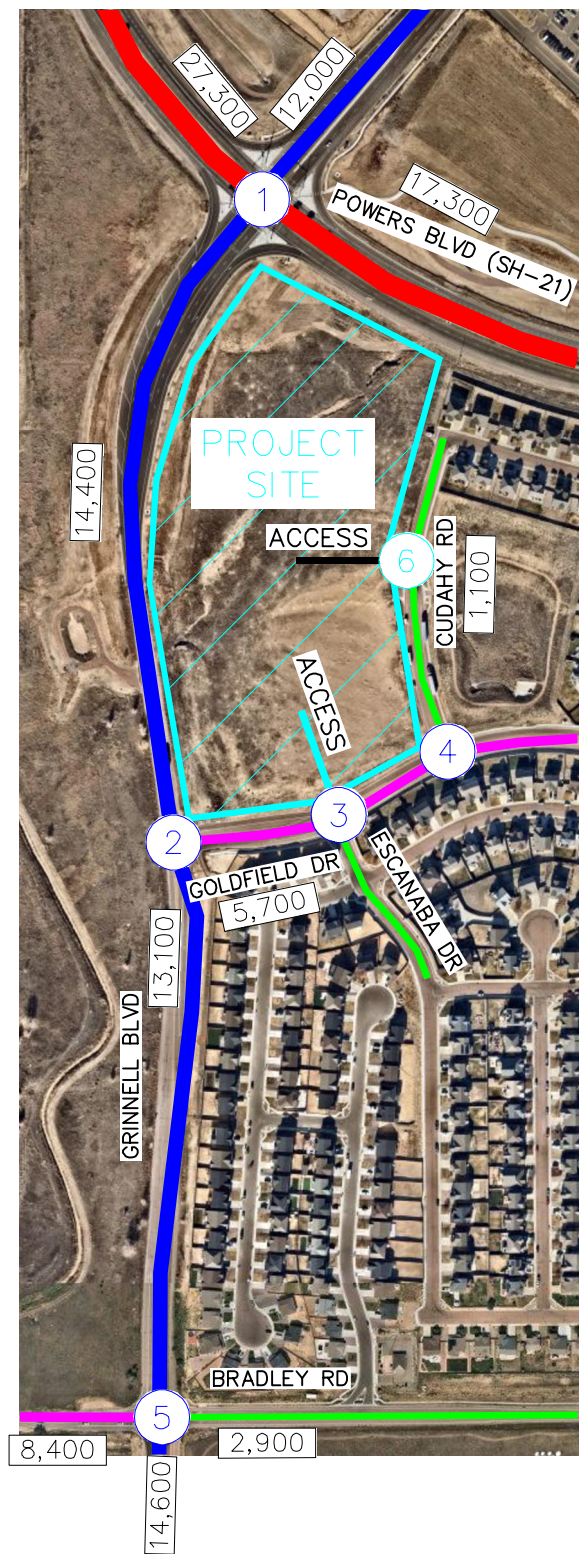 27,300
12,000
1
17,300
POWERS BLVD (SH-21)
PROJECT
SITE
14,400
ACCESS
6
CUDAHY RD
1,100
ACCESS
4
3
2
GOLDFIELD DR
5,700
ESCANABA DR
13,100
GRINNELL BLVD
BRADLEY RD
5
8,400
2,900
14,600